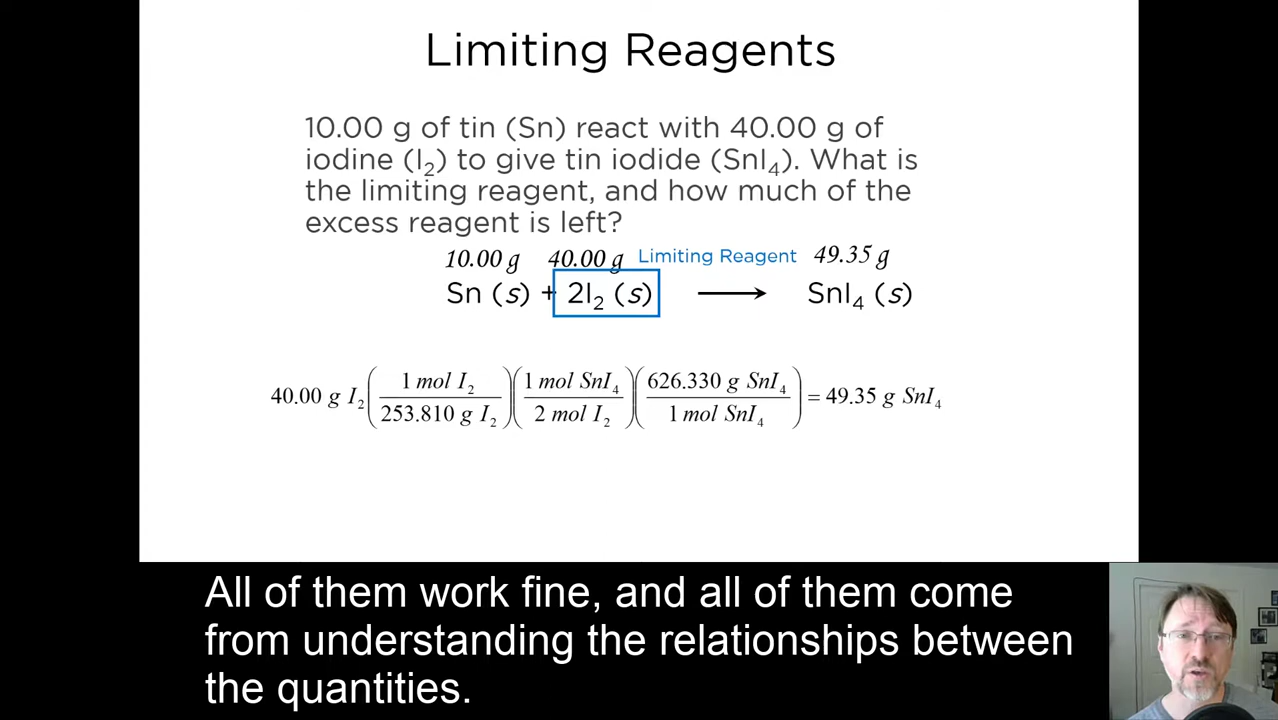 Limiting Reagents
10.00 g of tin (Sn) react with 40.00 g of
iodine (I₂) to give tin iodide (SnI₄). What is
the limiting reagent, and how much of the
excess reagent is left?
10.00 g 40.00 g Limiting Reagent 49.35 g
Sn (s) + 2I₂ (s) ⟶ SnI₄ (s)
40.00 g I₂ (1 mol I₂ / 253.810 g I₂)(1 mol SnI₄ / 2 mol I₂)(626.330 g SnI₄ / 1 mol SnI₄) = 49.35 g SnI₄
All of them work fine, and all of them come
from understanding the relationships between
the quantities.